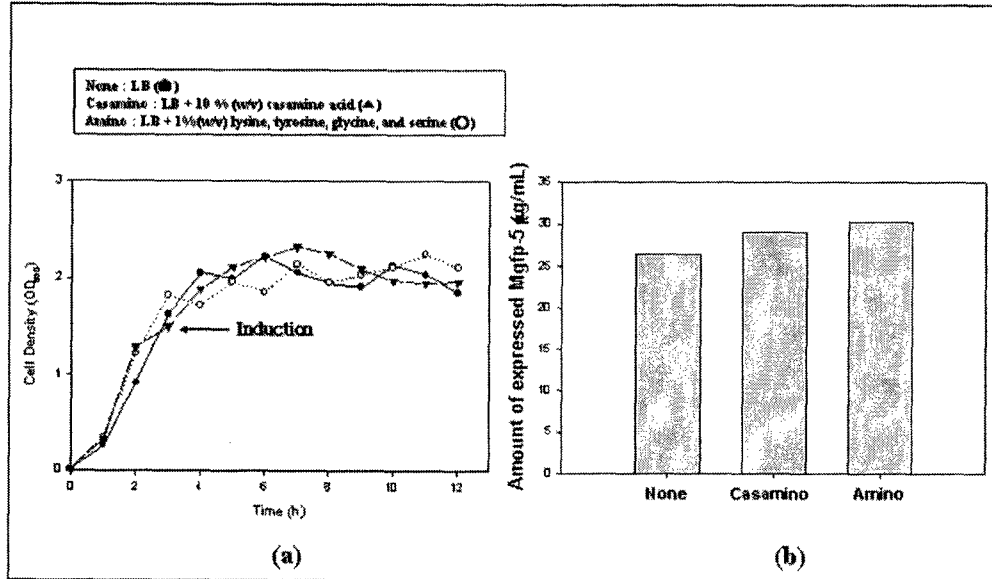 None : LB (●)
Casamino : LB + 10 % (w/v) casamino acid (▲)
Amino : LB + 1% (w/v) lysine, tyrosine, glycine, and serine (○)
Cell Density (OD₆₀₀)
3
2
1
0
Induction
0 2 4 6 8 10 12
Time (h)
(a)
Amount of expressed Mgfp-5 (μg/mL)
35
30
25
20
15
10
5
0
None Casamino Amino
(b)